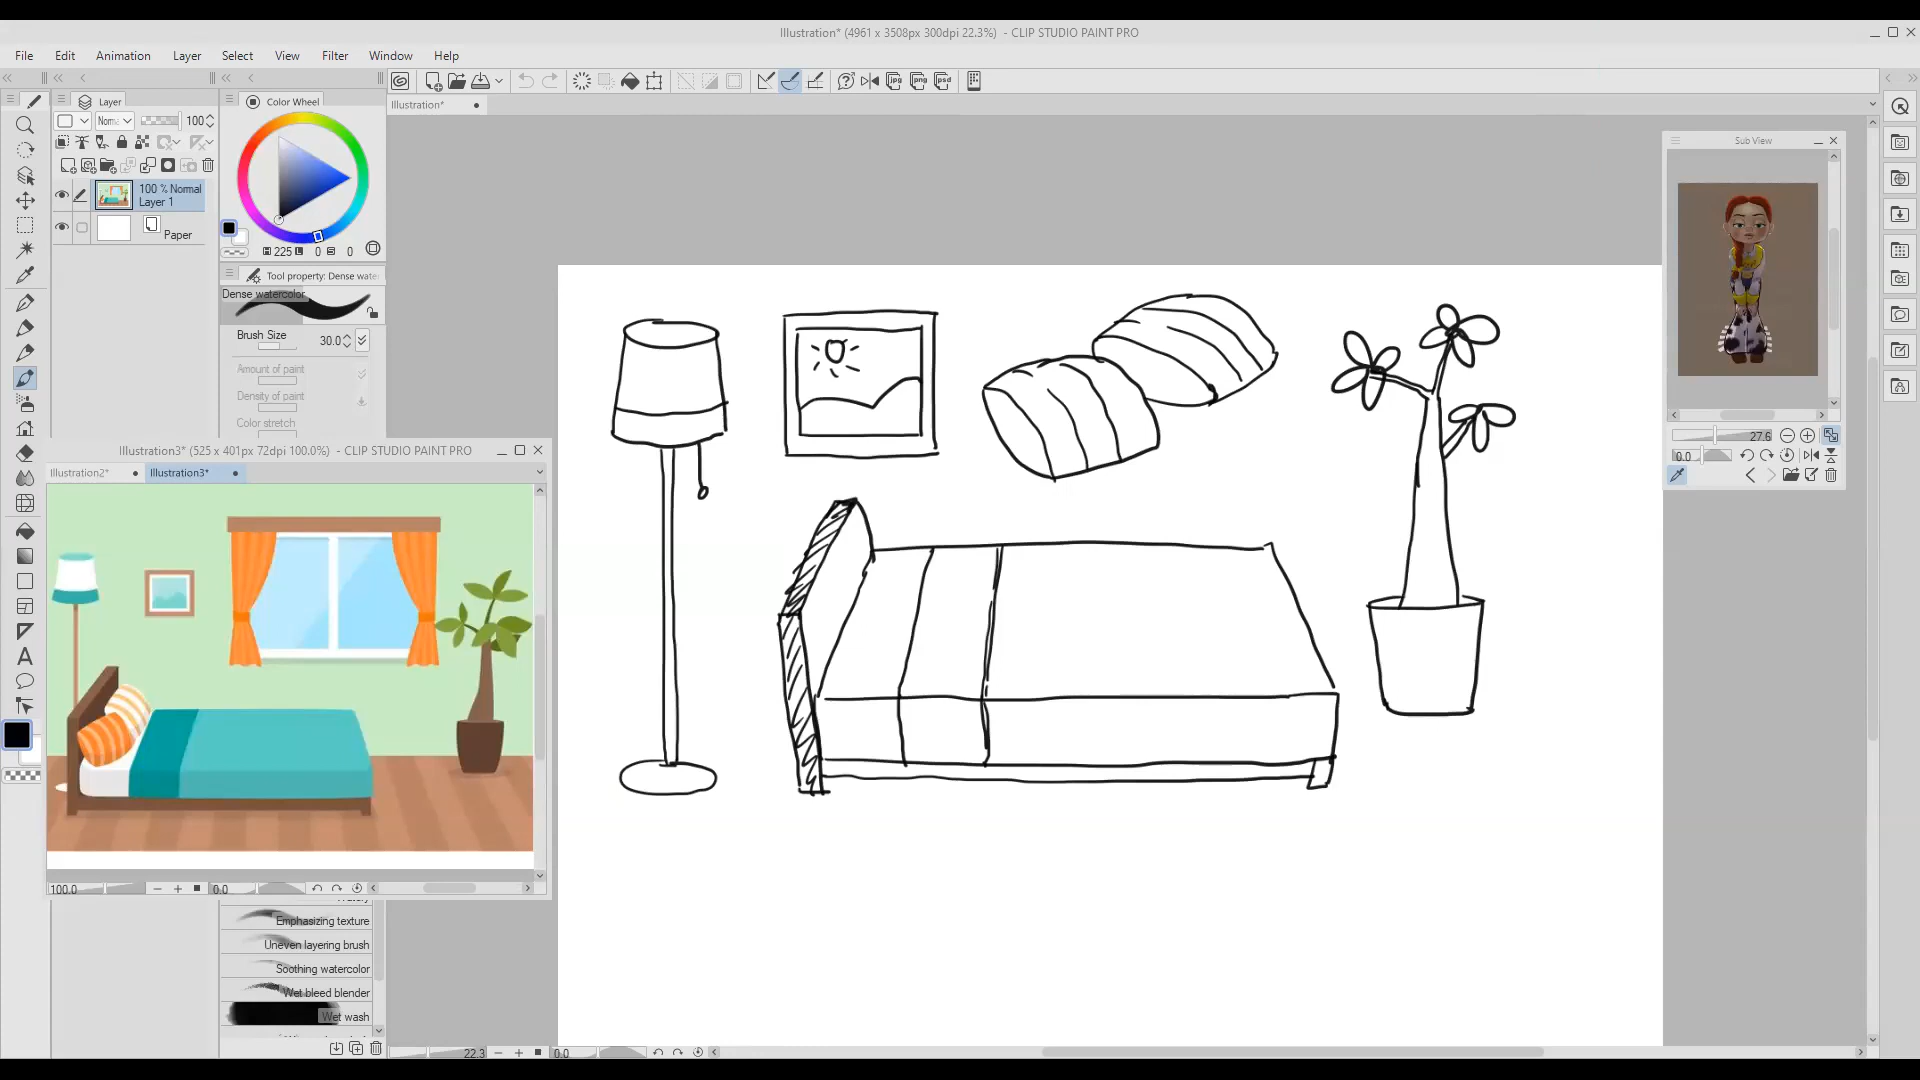 Illustration* (4961 x 3508px 300dpi 22.3%) - CLIP STUDIO PAINT PRO
File Edit Animation Layer Select View Filter Window Help
jpg png psd
Layer
Color Wheel
Illustration*
Norm 100
100 % Normal
Layer 1
Paper
H 225 L 0 S 0
Tool property: Dense water
Dense watercolor
Brush Size 30.0
Amount of paint
Density of paint
Color stretch
Sub View
27.6
0.0
Illustration3* (525 x 401px 72dpi 100.0%) - CLIP STUDIO PAINT PRO
Illustration2* Illustration3*
A
100.0 0.0
Emphasizing texture
Uneven layering brush
Soothing watercolor
Wet bleed blender
Wet wash
22.3 0.0